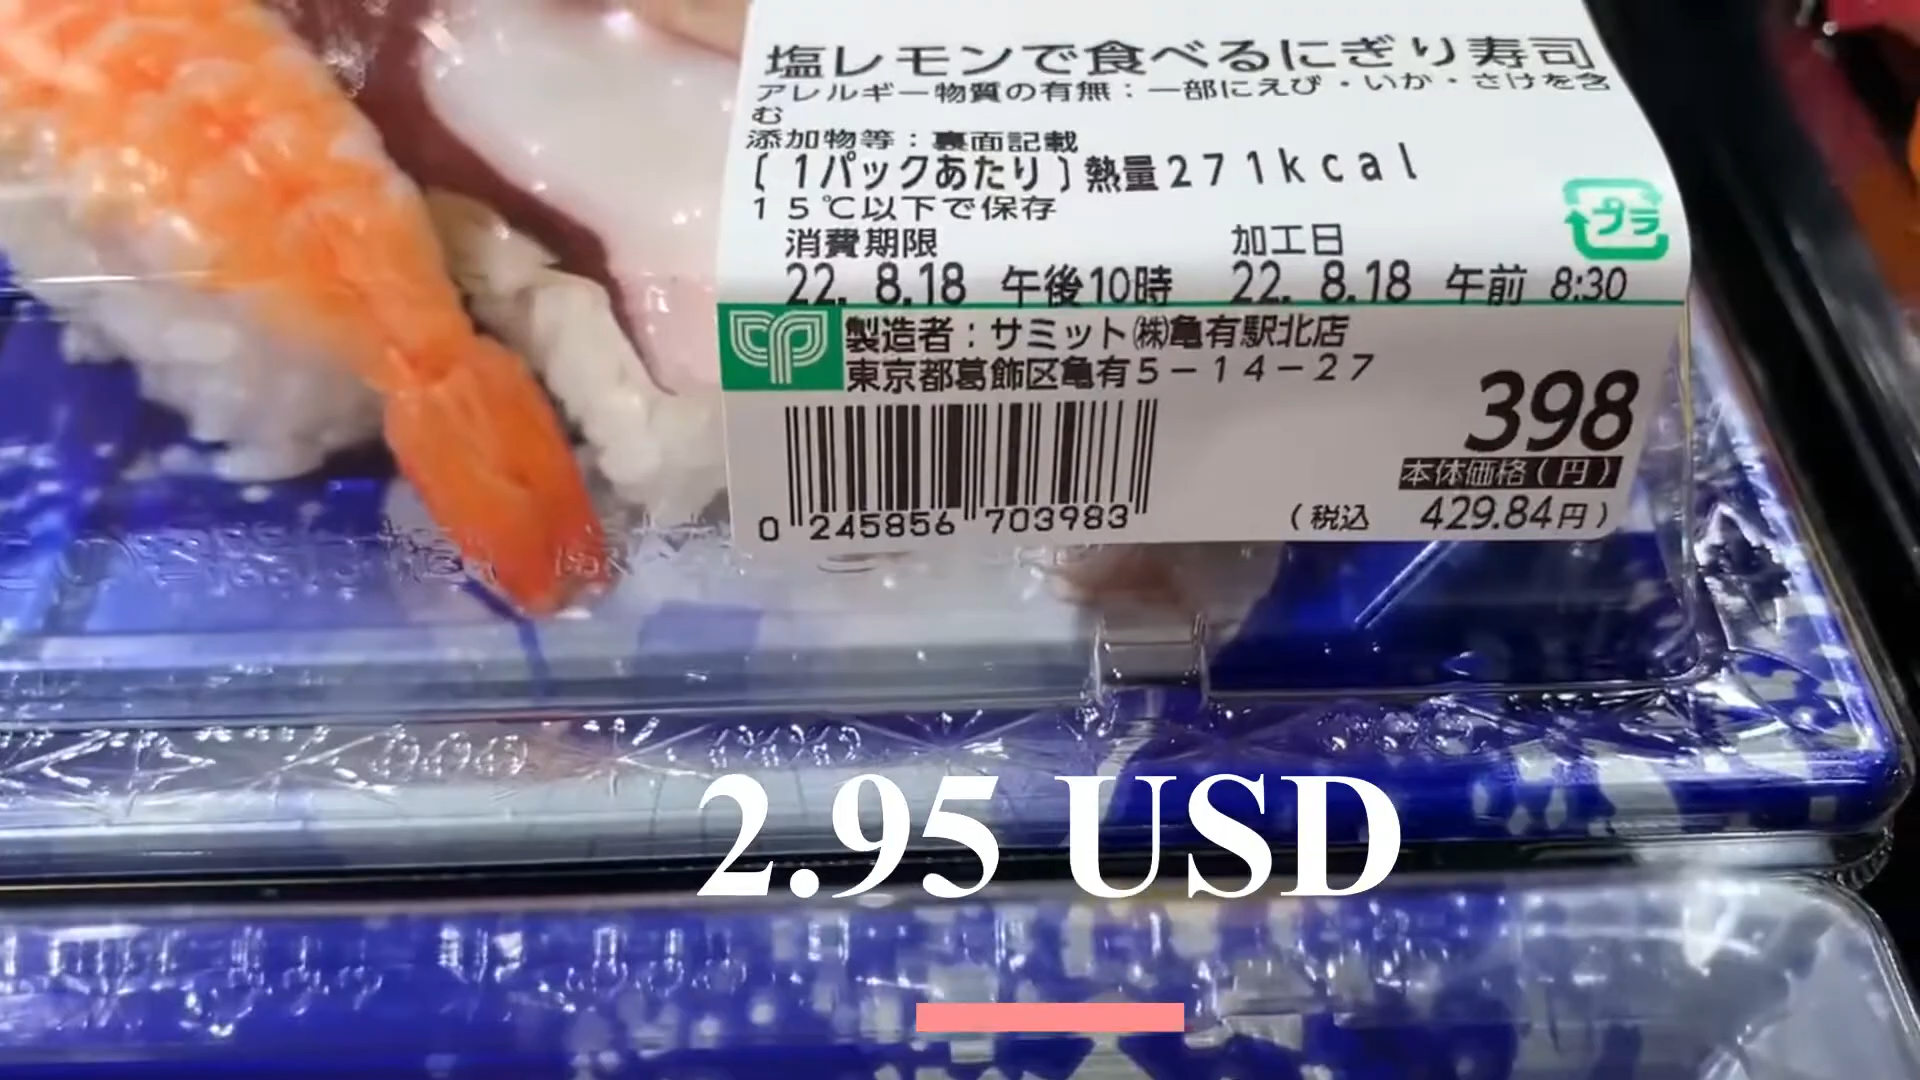 塩レモンで食べるにぎり寿司
アレルギー物質の有無：一部にえび・いか・さけを含
む
添加物等：裏面記載
［１パックあたり］熱量２７１ｋｃａｌ
１５℃以下で保存
消費期限 加工日
22. 8.18 午後10時 22. 8.18 午前 8:30
プラ
製造者：サミット㈱亀有駅北店
東京都葛飾区亀有５－１４－２７
398
本体価格（円）
0 245856 703983
（税込 429.84円）
2.95 USD